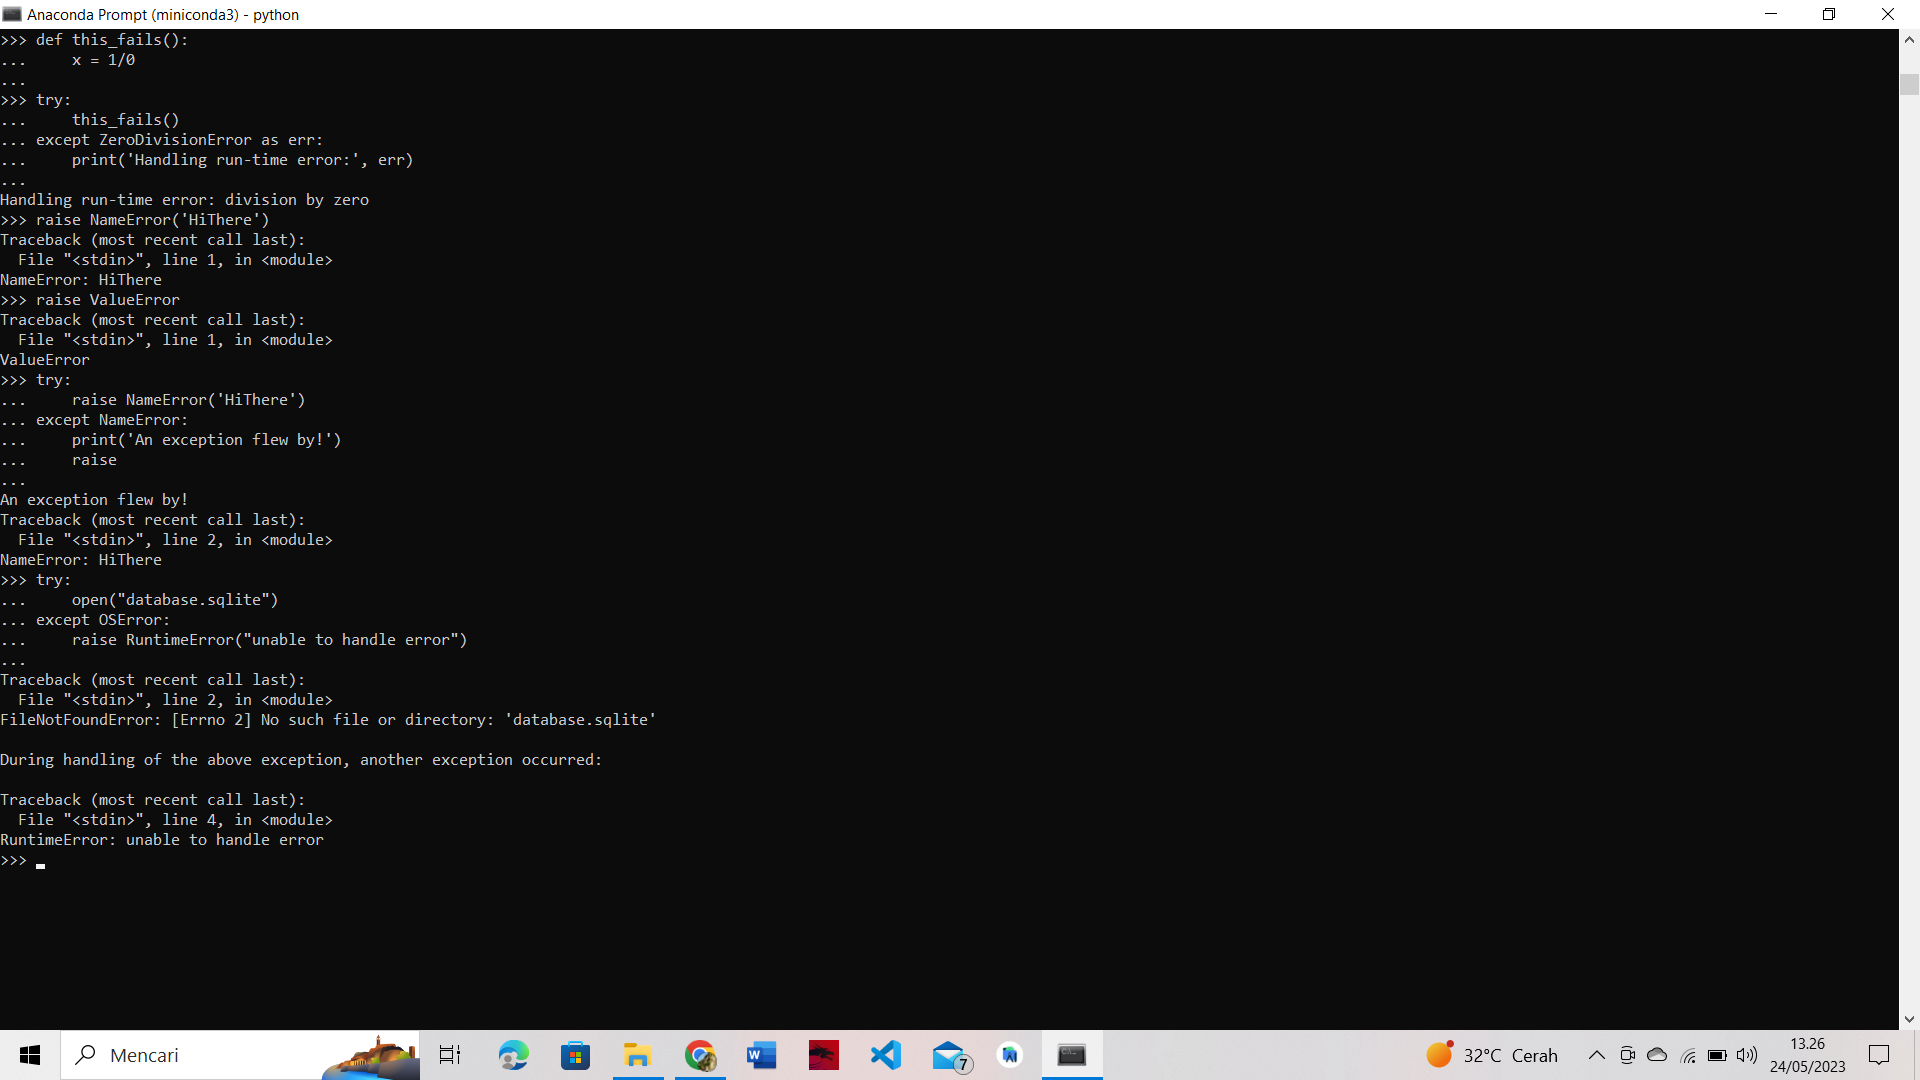 Anaconda Prompt (miniconda3) - python
>>> def this_fails():
...     x = 1/0
...
>>> try:
...     this_fails()
... except ZeroDivisionError as err:
...     print('Handling run-time error:', err)
...
Handling run-time error: division by zero
>>> raise NameError('HiThere')
Traceback (most recent call last):
  File "<stdin>", line 1, in <module>
NameError: HiThere
>>> raise ValueError
Traceback (most recent call last):
  File "<stdin>", line 1, in <module>
ValueError
>>> try:
...     raise NameError('HiThere')
... except NameError:
...     print('An exception flew by!')
...     raise
...
An exception flew by!
Traceback (most recent call last):
  File "<stdin>", line 2, in <module>
NameError: HiThere
>>> try:
...     open("database.sqlite")
... except OSError:
...     raise RuntimeError("unable to handle error")
...
Traceback (most recent call last):
  File "<stdin>", line 2, in <module>
FileNotFoundError: [Errno 2] No such file or directory: 'database.sqlite'

During handling of the above exception, another exception occurred:

Traceback (most recent call last):
  File "<stdin>", line 4, in <module>
RuntimeError: unable to handle error
>>>
Mencari
7
32°C Cerah
13.26
24/05/2023